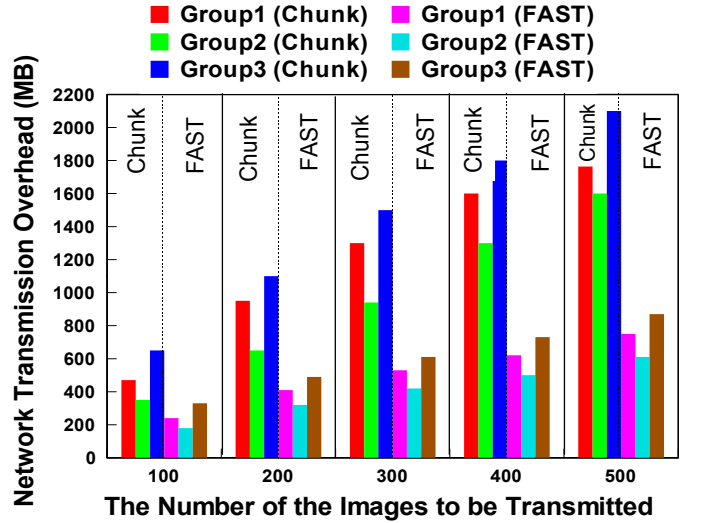 Group1 (Chunk) Group1 (FAST)
Group2 (Chunk) Group2 (FAST)
Group3 (Chunk) Group3 (FAST)
Network Transmission Overhead (MB)
2200
2000
1800
1600
1400
1200
1000
800
600
400
200
0
Chunk FAST Chunk FAST Chunk FAST Chunk FAST Chunk FAST
100 200 300 400 500
The Number of the Images to be Transmitted